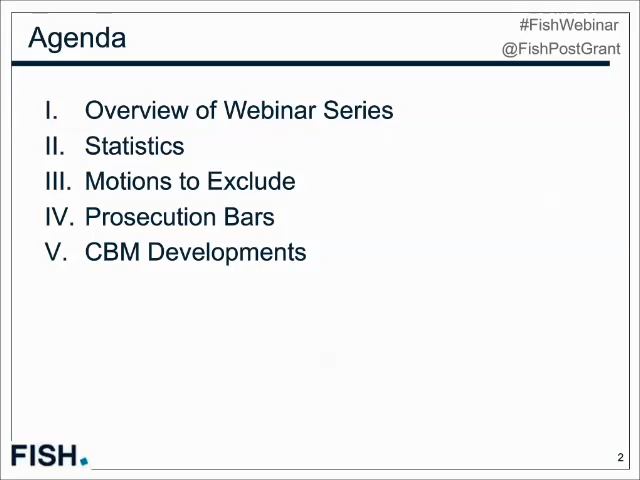 Agenda
#FishWebinar
@FishPostGrant
I. Overview of Webinar Series
II. Statistics
III. Motions to Exclude
IV. Prosecution Bars
V. CBM Developments
FISH.
2